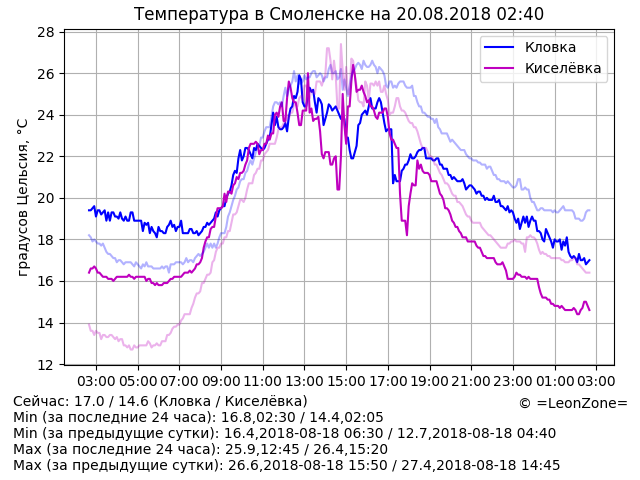 Температура в Смоленске на 20.08.2018 02:40
Кловка
Киселёвка
градусов Цельсия, °C
28
26
24
22
20
18
16
14
12
03:00 05:00 07:00 09:00 11:00 13:00 15:00 17:00 19:00 21:00 23:00 01:00 03:00
Сейчас: 17.0 / 14.6 (Кловка / Киселёвка)
© =LeonZone=
Min (за последние 24 часа): 16.8,02:30 / 14.4,02:05
Min (за предыдущие сутки): 16.4,2018-08-18 06:30 / 12.7,2018-08-18 04:40
Max (за последние 24 часа): 25.9,12:45 / 26.4,15:20
Max (за предыдущие сутки): 26.6,2018-08-18 15:50 / 27.4,2018-08-18 14:45